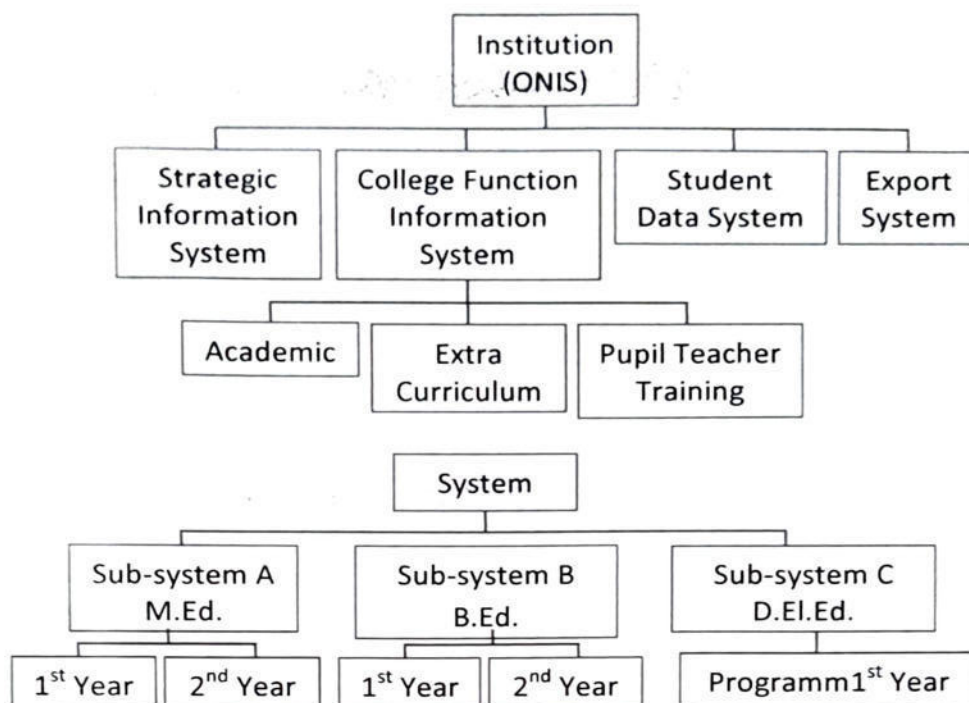 Institution
(ONIS)
Strategic
Information
System
College Function
Information
System
Student
Data System
Export
System
Academic
Extra
Curriculum
Pupil Teacher
Training
System
Sub-system A
M.Ed.
Sub-system B
B.Ed.
Sub-system C
D.El.Ed.
1st Year
2nd Year
1st Year
2nd Year
Programm1st Year